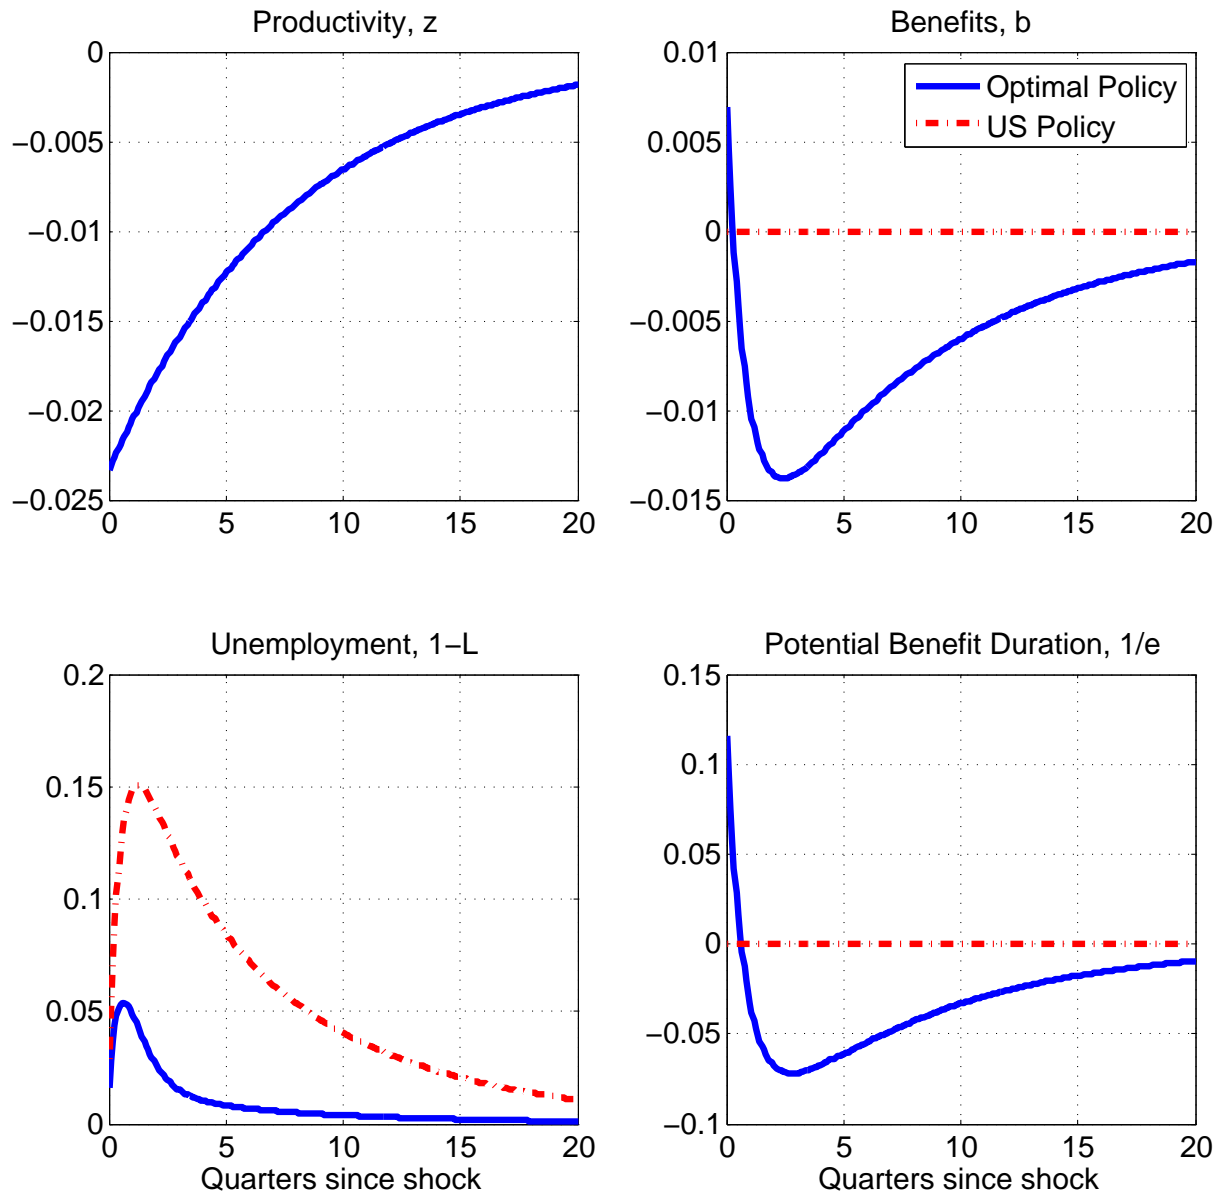 Productivity, z
0
−0.005
−0.01
−0.015
−0.02
−0.025
0 5 10 15 20
Benefits, b
0.01
0.005
0
−0.005
−0.01
−0.015
0 5 10 15 20
Optimal Policy
US Policy
Unemployment, 1−L
0.2
0.15
0.1
0.05
0
0 5 10 15 20
Quarters since shock
Potential Benefit Duration, 1/e
0.15
0.1
0.05
0
−0.05
−0.1
0 5 10 15 20
Quarters since shock